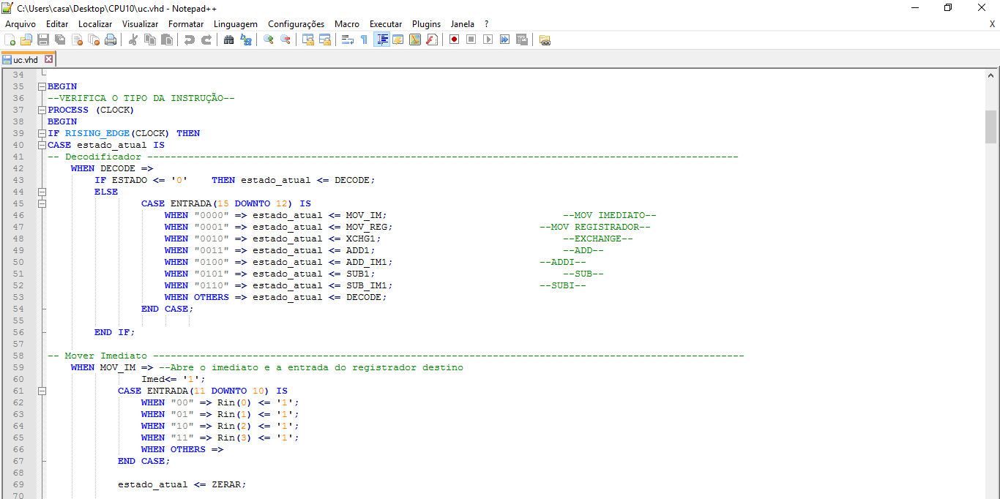 C:\Users\casa\Desktop\CPU10\uc.vhd - Notepad++
Arquivo Editar Localizar Visualizar Formatar Linguagem Configurações Macro Executar Plugins Janela ? X
uc.vhd
34
35 BEGIN
36 --VERIFICA O TIPO DA INSTRUÇÃO--
37 PROCESS (CLOCK)
38 BEGIN
39 IF RISING_EDGE(CLOCK) THEN
40 CASE estado_atual IS
41 -- Decodificador -----------------------------------------------------------------------------------------------------
42 WHEN DECODE =>
43 IF ESTADO <= '0' THEN estado_atual <= DECODE;
44 ELSE
45 CASE ENTRADA(15 DOWNTO 12) IS
46 WHEN "0000" => estado_atual <= MOV_IM; --MOV IMEDIATO--
47 WHEN "0001" => estado_atual <= MOV_REG; --MOV REGISTRADOR--
48 WHEN "0010" => estado_atual <= XCHG1; --EXCHANGE--
49 WHEN "0011" => estado_atual <= ADD1; --ADD--
50 WHEN "0100" => estado_atual <= ADD_IM1; --ADDI--
51 WHEN "0101" => estado_atual <= SUB1; --SUB--
52 WHEN "0110" => estado_atual <= SUB_IM1; --SUBI--
53 WHEN OTHERS => estado_atual <= DECODE;
54 END CASE;
55
56 END IF;
57
58 -- Mover Imediato -----------------------------------------------------------------------------------------------------
59 WHEN MOV_IM => --Abre o imediato e a entrada do registrador destino
60 Imed<= '1';
61 CASE ENTRADA(11 DOWNTO 10) IS
62 WHEN "00" => Rin(0) <= '1';
63 WHEN "01" => Rin(1) <= '1';
64 WHEN "10" => Rin(2) <= '1';
65 WHEN "11" => Rin(3) <= '1';
66 WHEN OTHERS =>
67 END CASE;
68
69 estado_atual <= ZERAR;
70